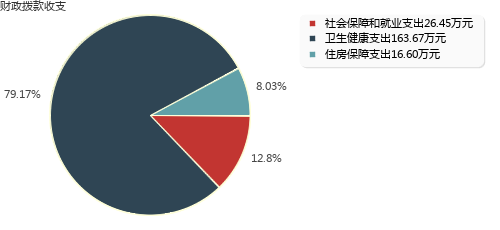 财政拨款收支
社会保障和就业支出26.45万元
卫生健康支出163.67万元
住房保障支出16.60万元
79.17%
8.03%
12.8%